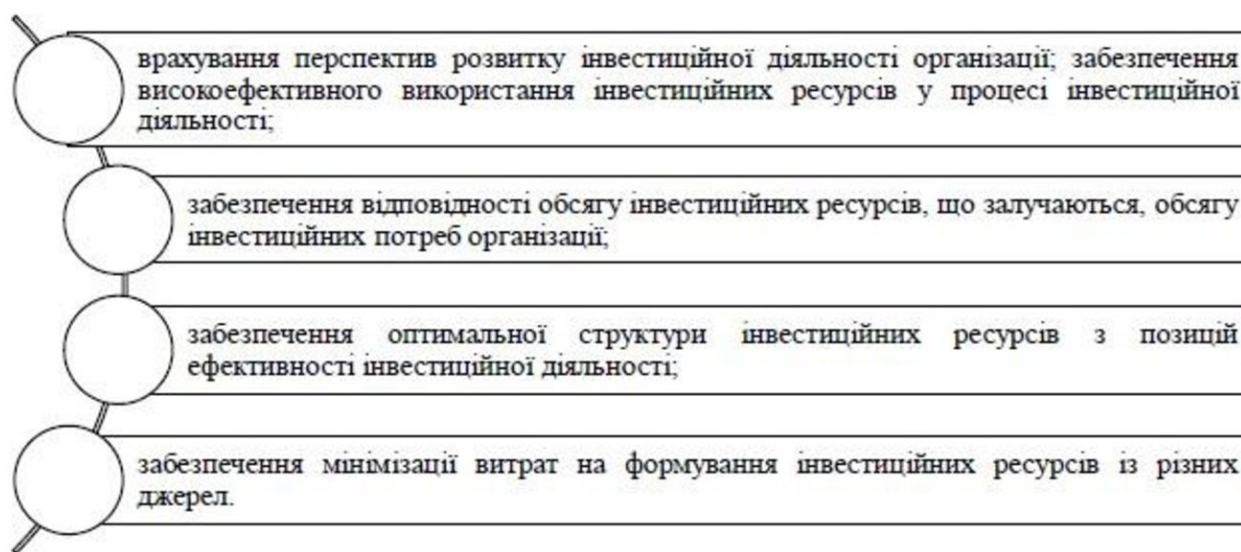 врахування перспектив розвитку інвестиційної діяльності організації; забезпечення
високоефективного використання інвестиційних ресурсів у процесі інвестиційної
діяльності;
забезпечення відповідності обсягу інвестиційних ресурсів, що залучаються, обсягу
інвестиційних потреб організації;
забезпечення оптимальної структури інвестиційних ресурсів з позицій
ефективності інвестиційної діяльності;
забезпечення мінімізації витрат на формування інвестиційних ресурсів із різних
джерел.